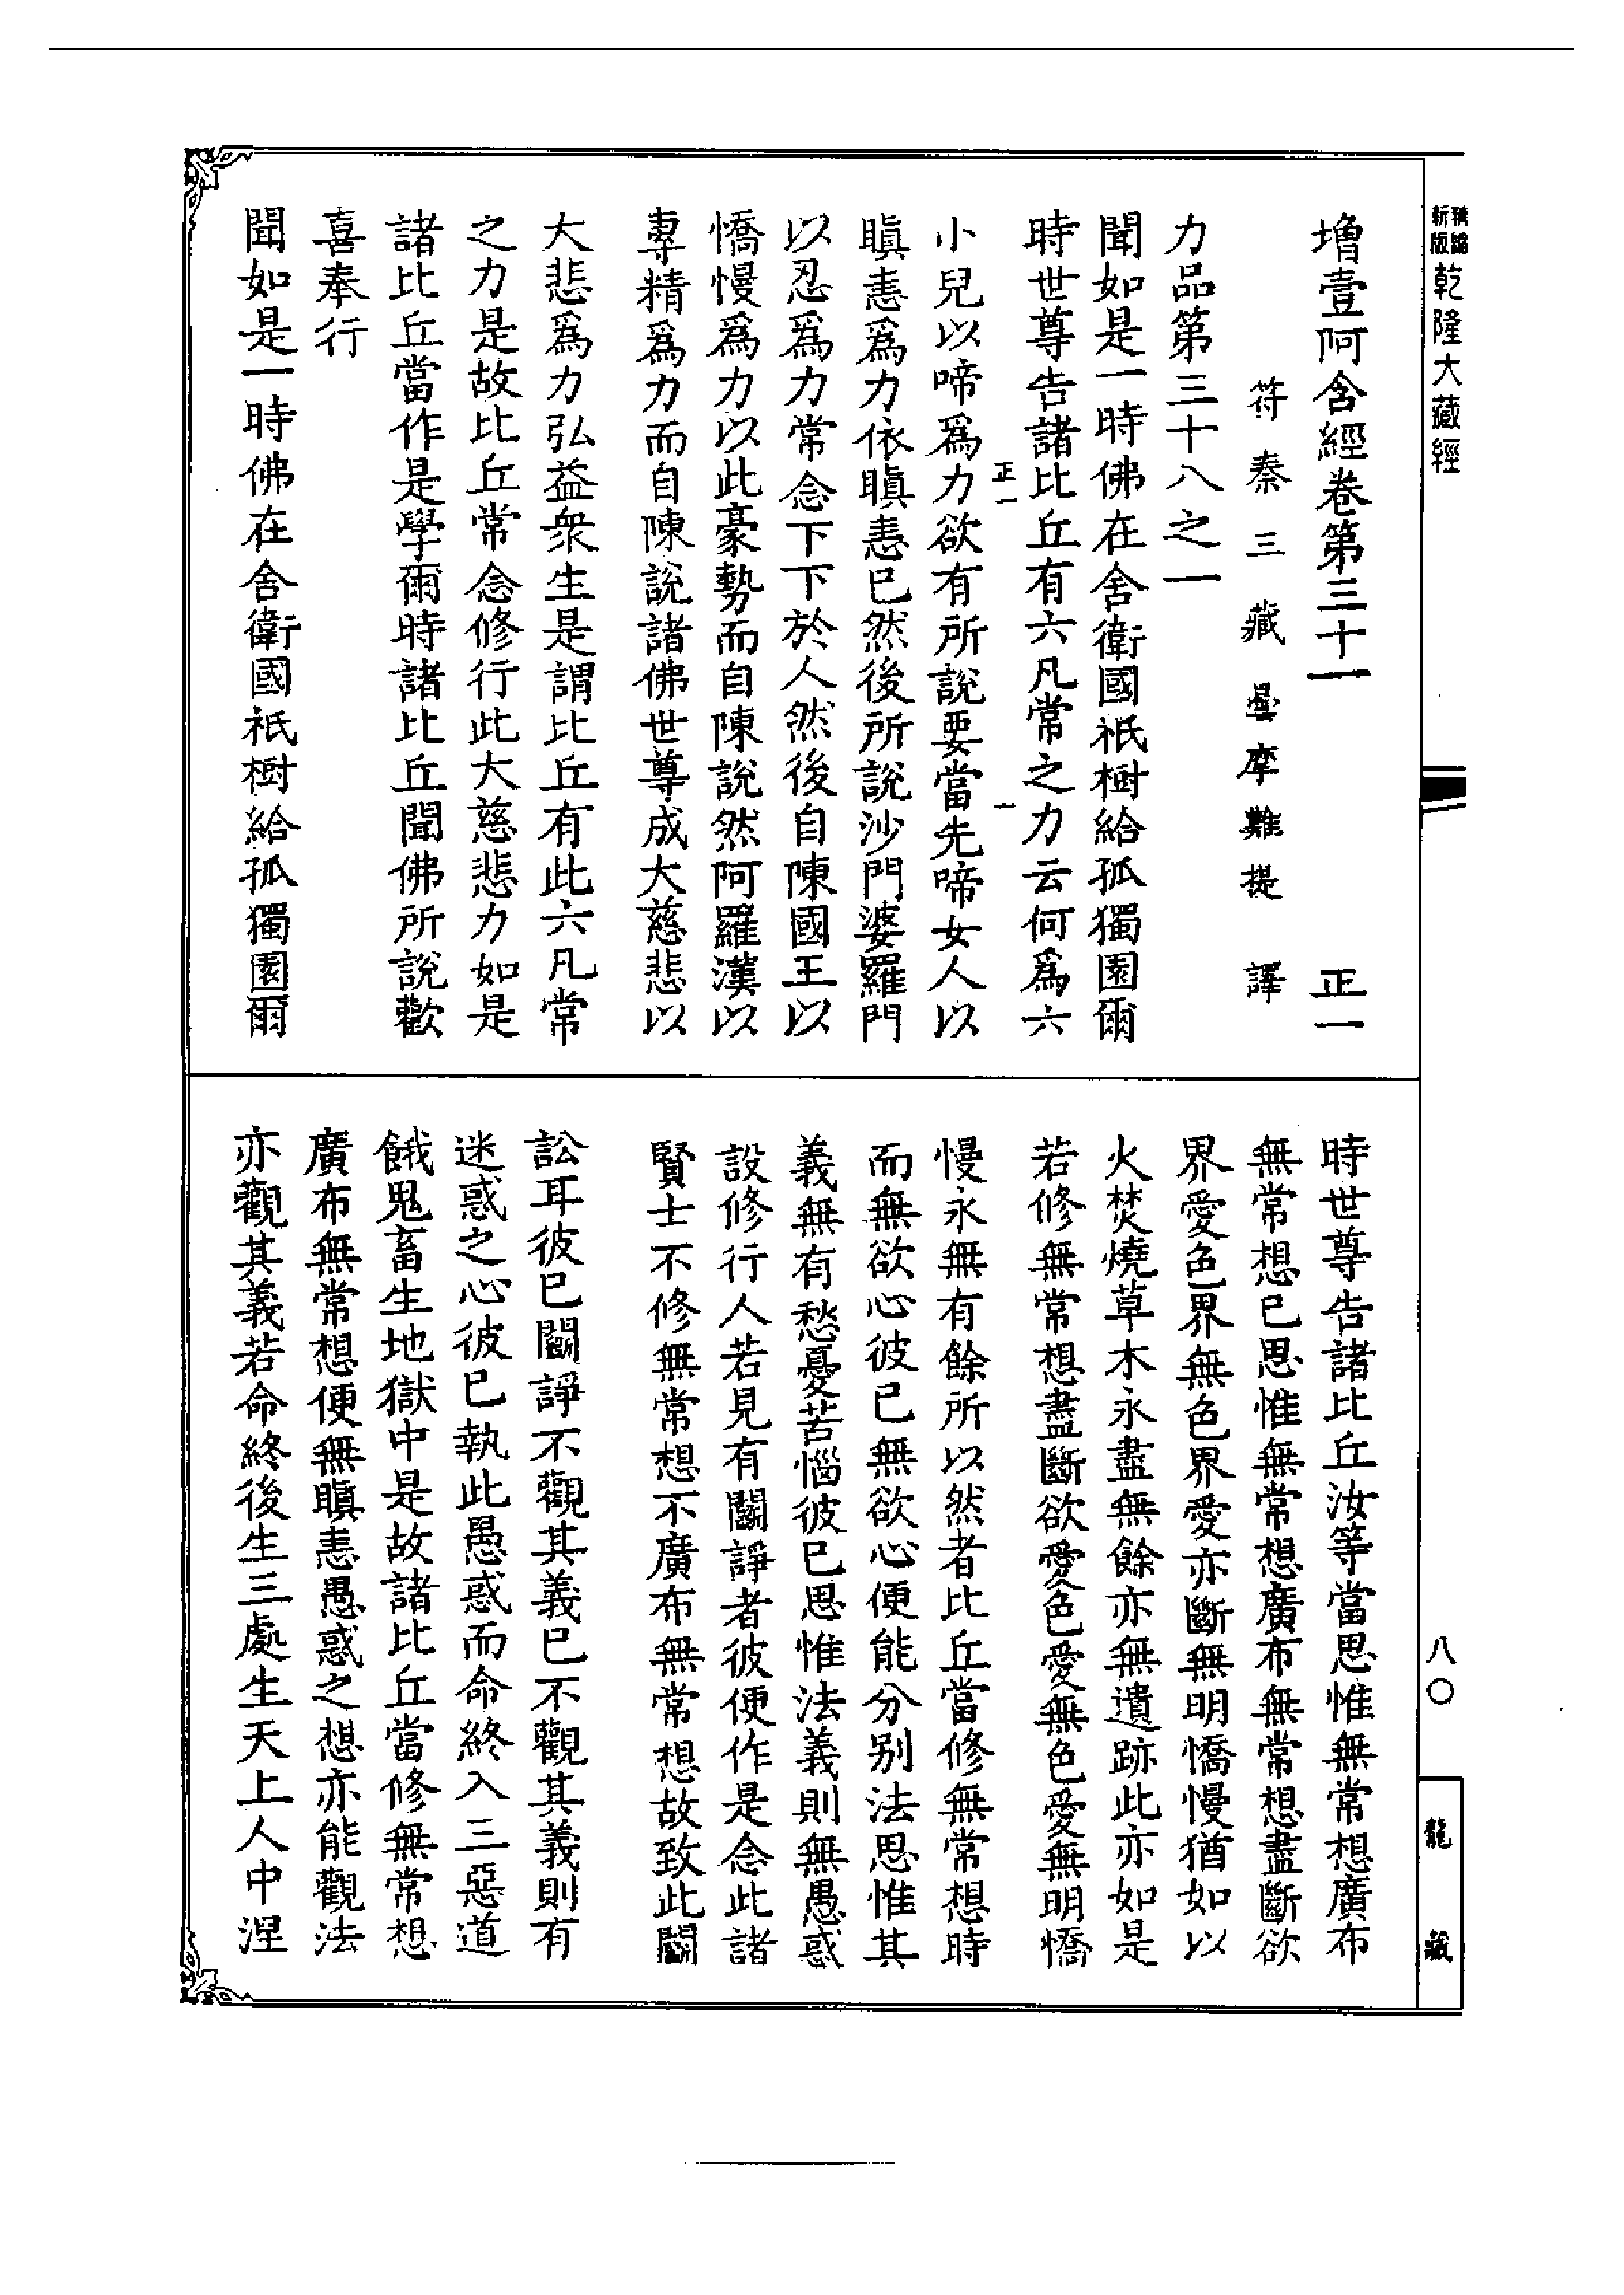 新版
乾隆大藏經
增壹阿含經卷第三十一　正一
符秦三藏曇摩難提　譯
力品第三十八之一
聞如是一時佛在舍衛國祇樹給孤獨園爾
時世尊告諸比丘有六凡常之力云何爲六
正一　一
小兒以啼爲力欲有所說要當先啼女人以
瞋恚爲力依瞋恚已然後所說沙門婆羅門
以忍爲力常念下下於人然後自陳國王以
憍慢爲力以此豪勢而自陳說然阿羅漢以
專精爲力而自陳說諸佛世尊成大慈悲以
大悲爲力弘益衆生是謂比丘有此六凡常
之力是故比丘常念修行此大慈悲力如是
諸比丘當作是學爾時諸比丘聞佛所說歡
喜奉行
聞如是一時佛在舍衛國祇樹給孤獨園爾
時世尊告諸比丘汝等當思惟無常想廣布
無常想已思惟無常想廣布無常想盡斷欲
界愛色界無色界愛亦斷無明憍慢猶如以
火焚燒草木永盡無餘亦無遺跡此亦如是
若修無常想盡斷欲愛色愛無色愛無明憍
慢永無有餘所以然者比丘當修無常想時
而無欲心彼已無欲心便能分別法思惟其
義無有愁憂苦惱彼已思惟法義則無愚惑
設修行人若見有鬬諍者彼便作是念此諸
賢士不修無常想不廣布無常想故致此鬬
訟耳彼已鬬諍不觀其義已不觀其義則有
迷惑之心彼已執此愚惑而命終入三惡道
餓鬼畜生地獄中是故諸比丘當修無常想
廣布無常想便無瞋恚愚惑之想亦能觀法
亦觀其義若命終後生三處生天上人中涅
八〇
龍藏